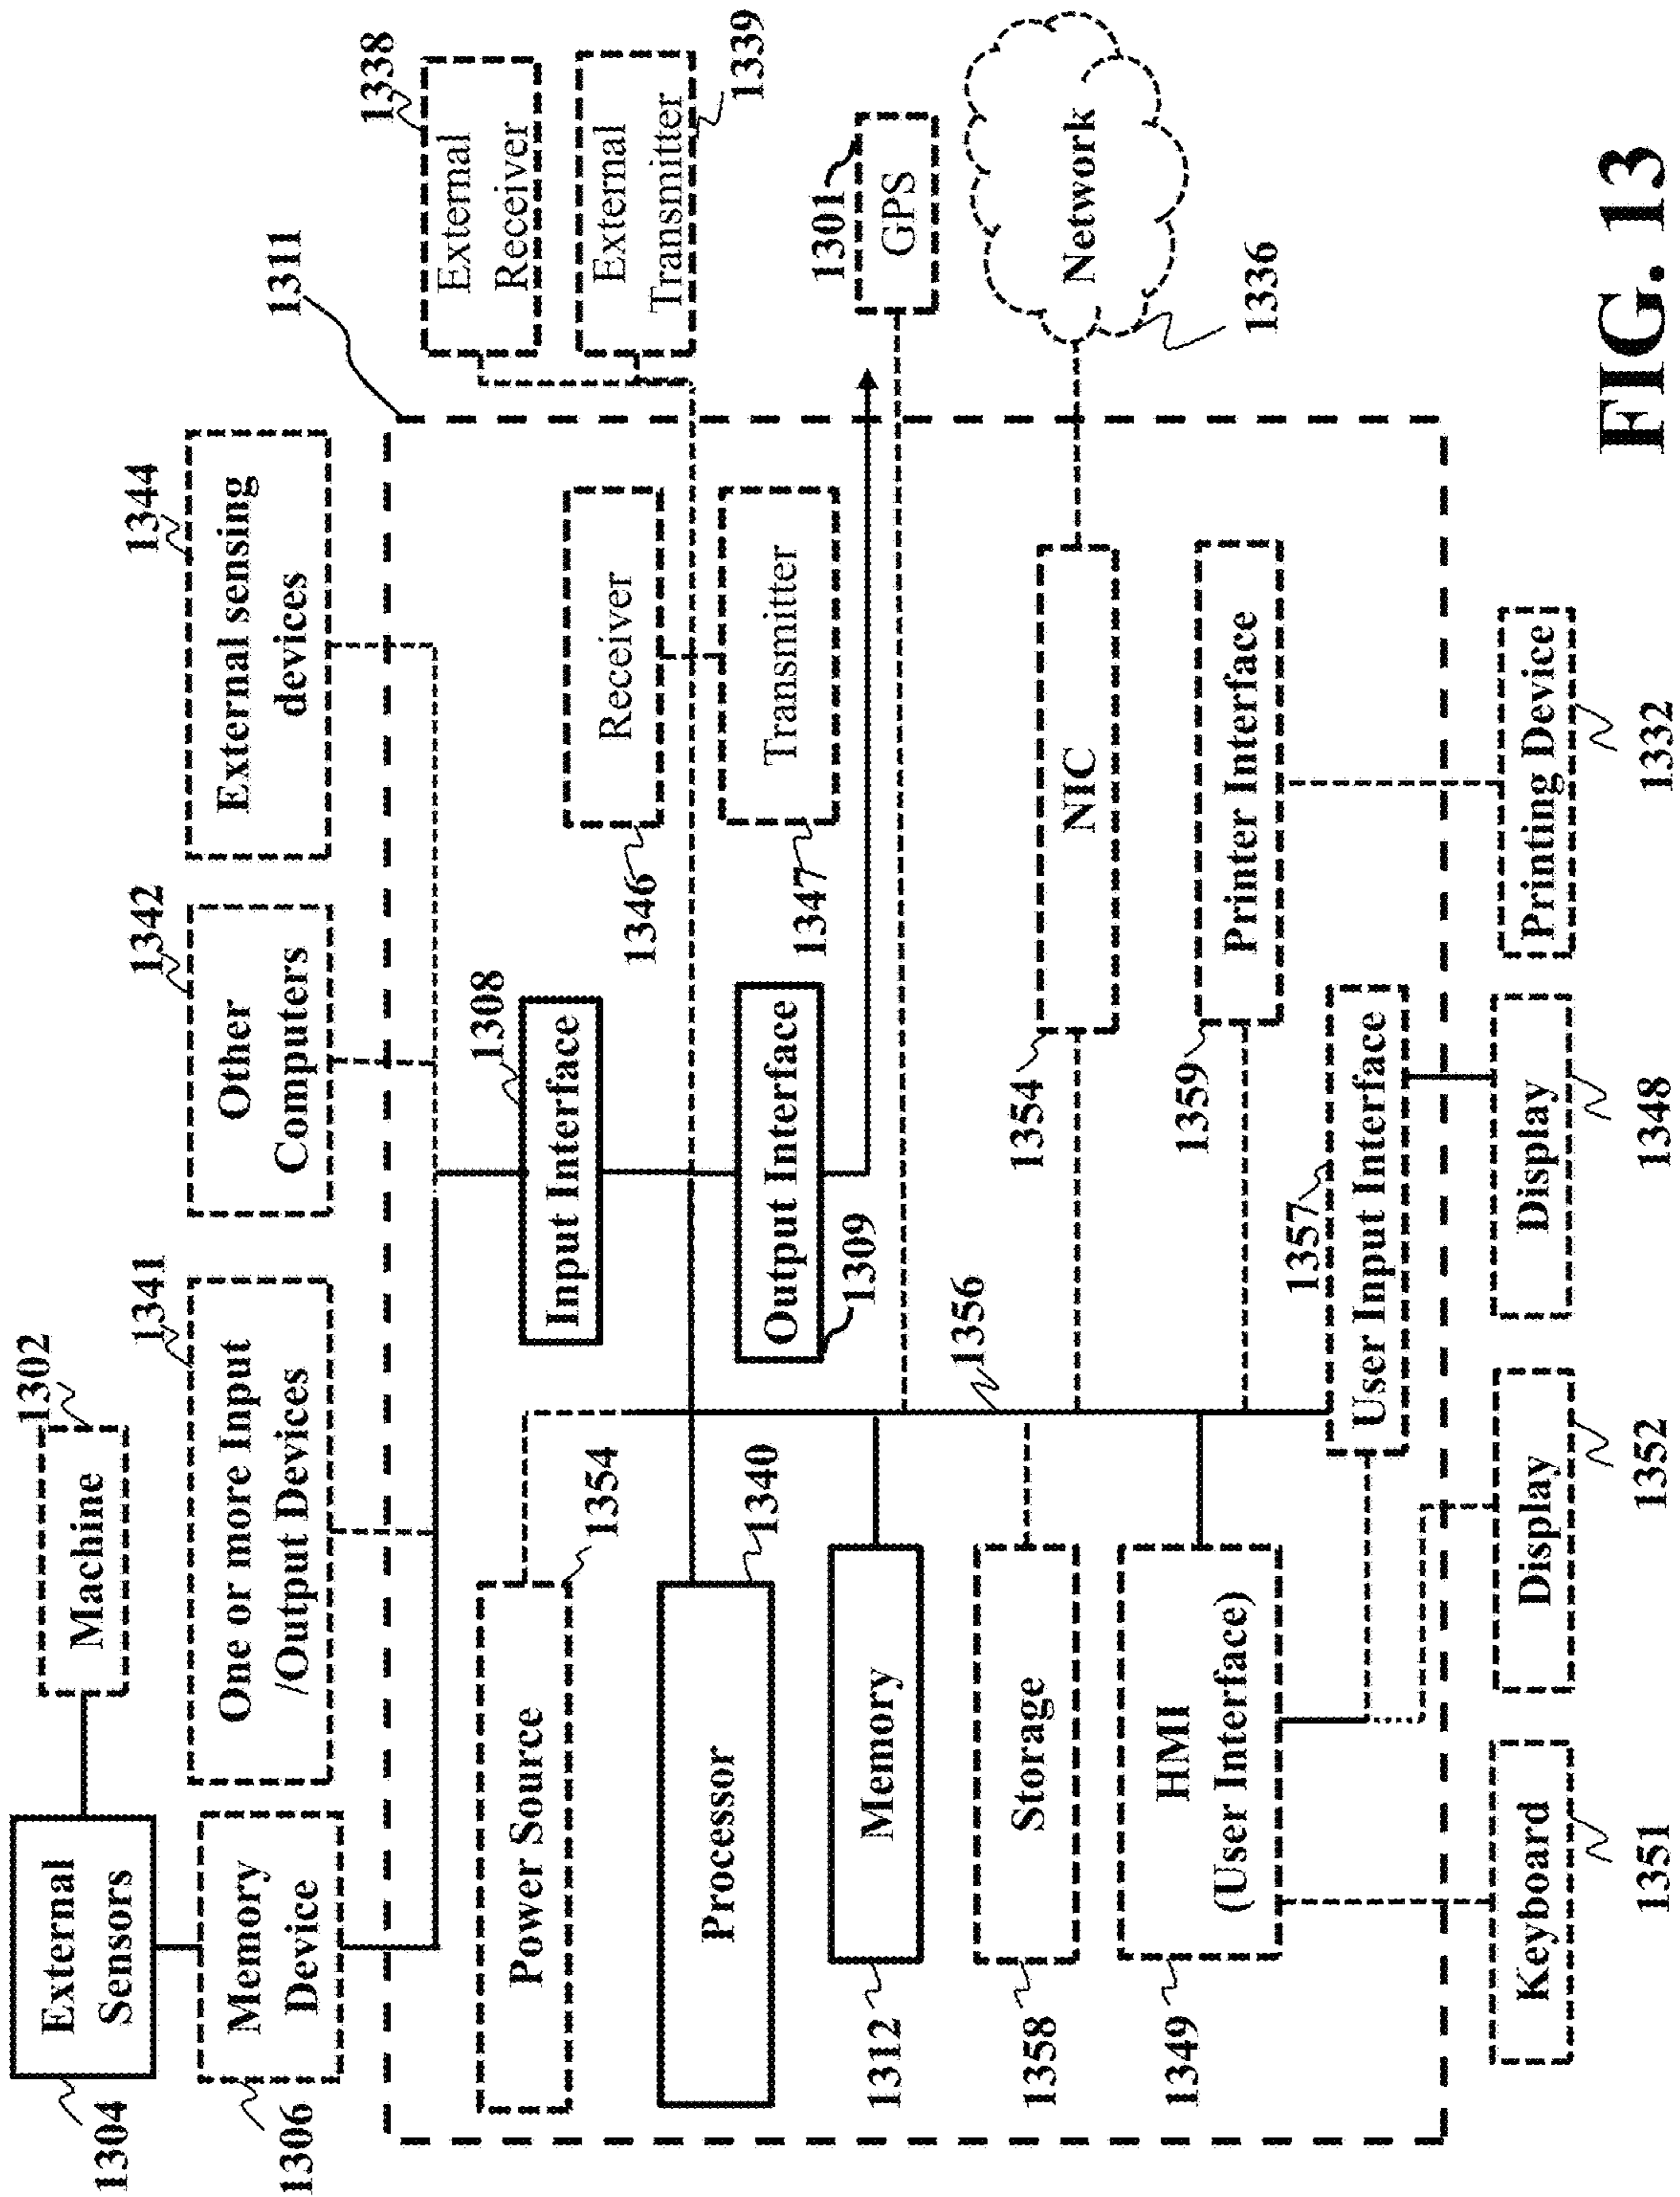 1304
External
Sensors
1302
Machine
1306
Memory
Device
1341
One or more Input
/Output Devices
1342
Other
Computers
1344
External sensing
devices
1311
1338
External
Receiver
1339
External
Transmitter
1301
GPS
Network
1336
Power Source
1354
Processor
1340
1312
Memory
1358
Storage
1349
HMI
(User Interface)
1308
Input Interface
Output Interface
1309
1346
Receiver
1347
Transmitter
1356
1354
NIC
1359
Printer Interface
1357
User Input Interface
Keyboard
1351
Display
1352
Display
1348
Printing Device
1332
FIG. 13